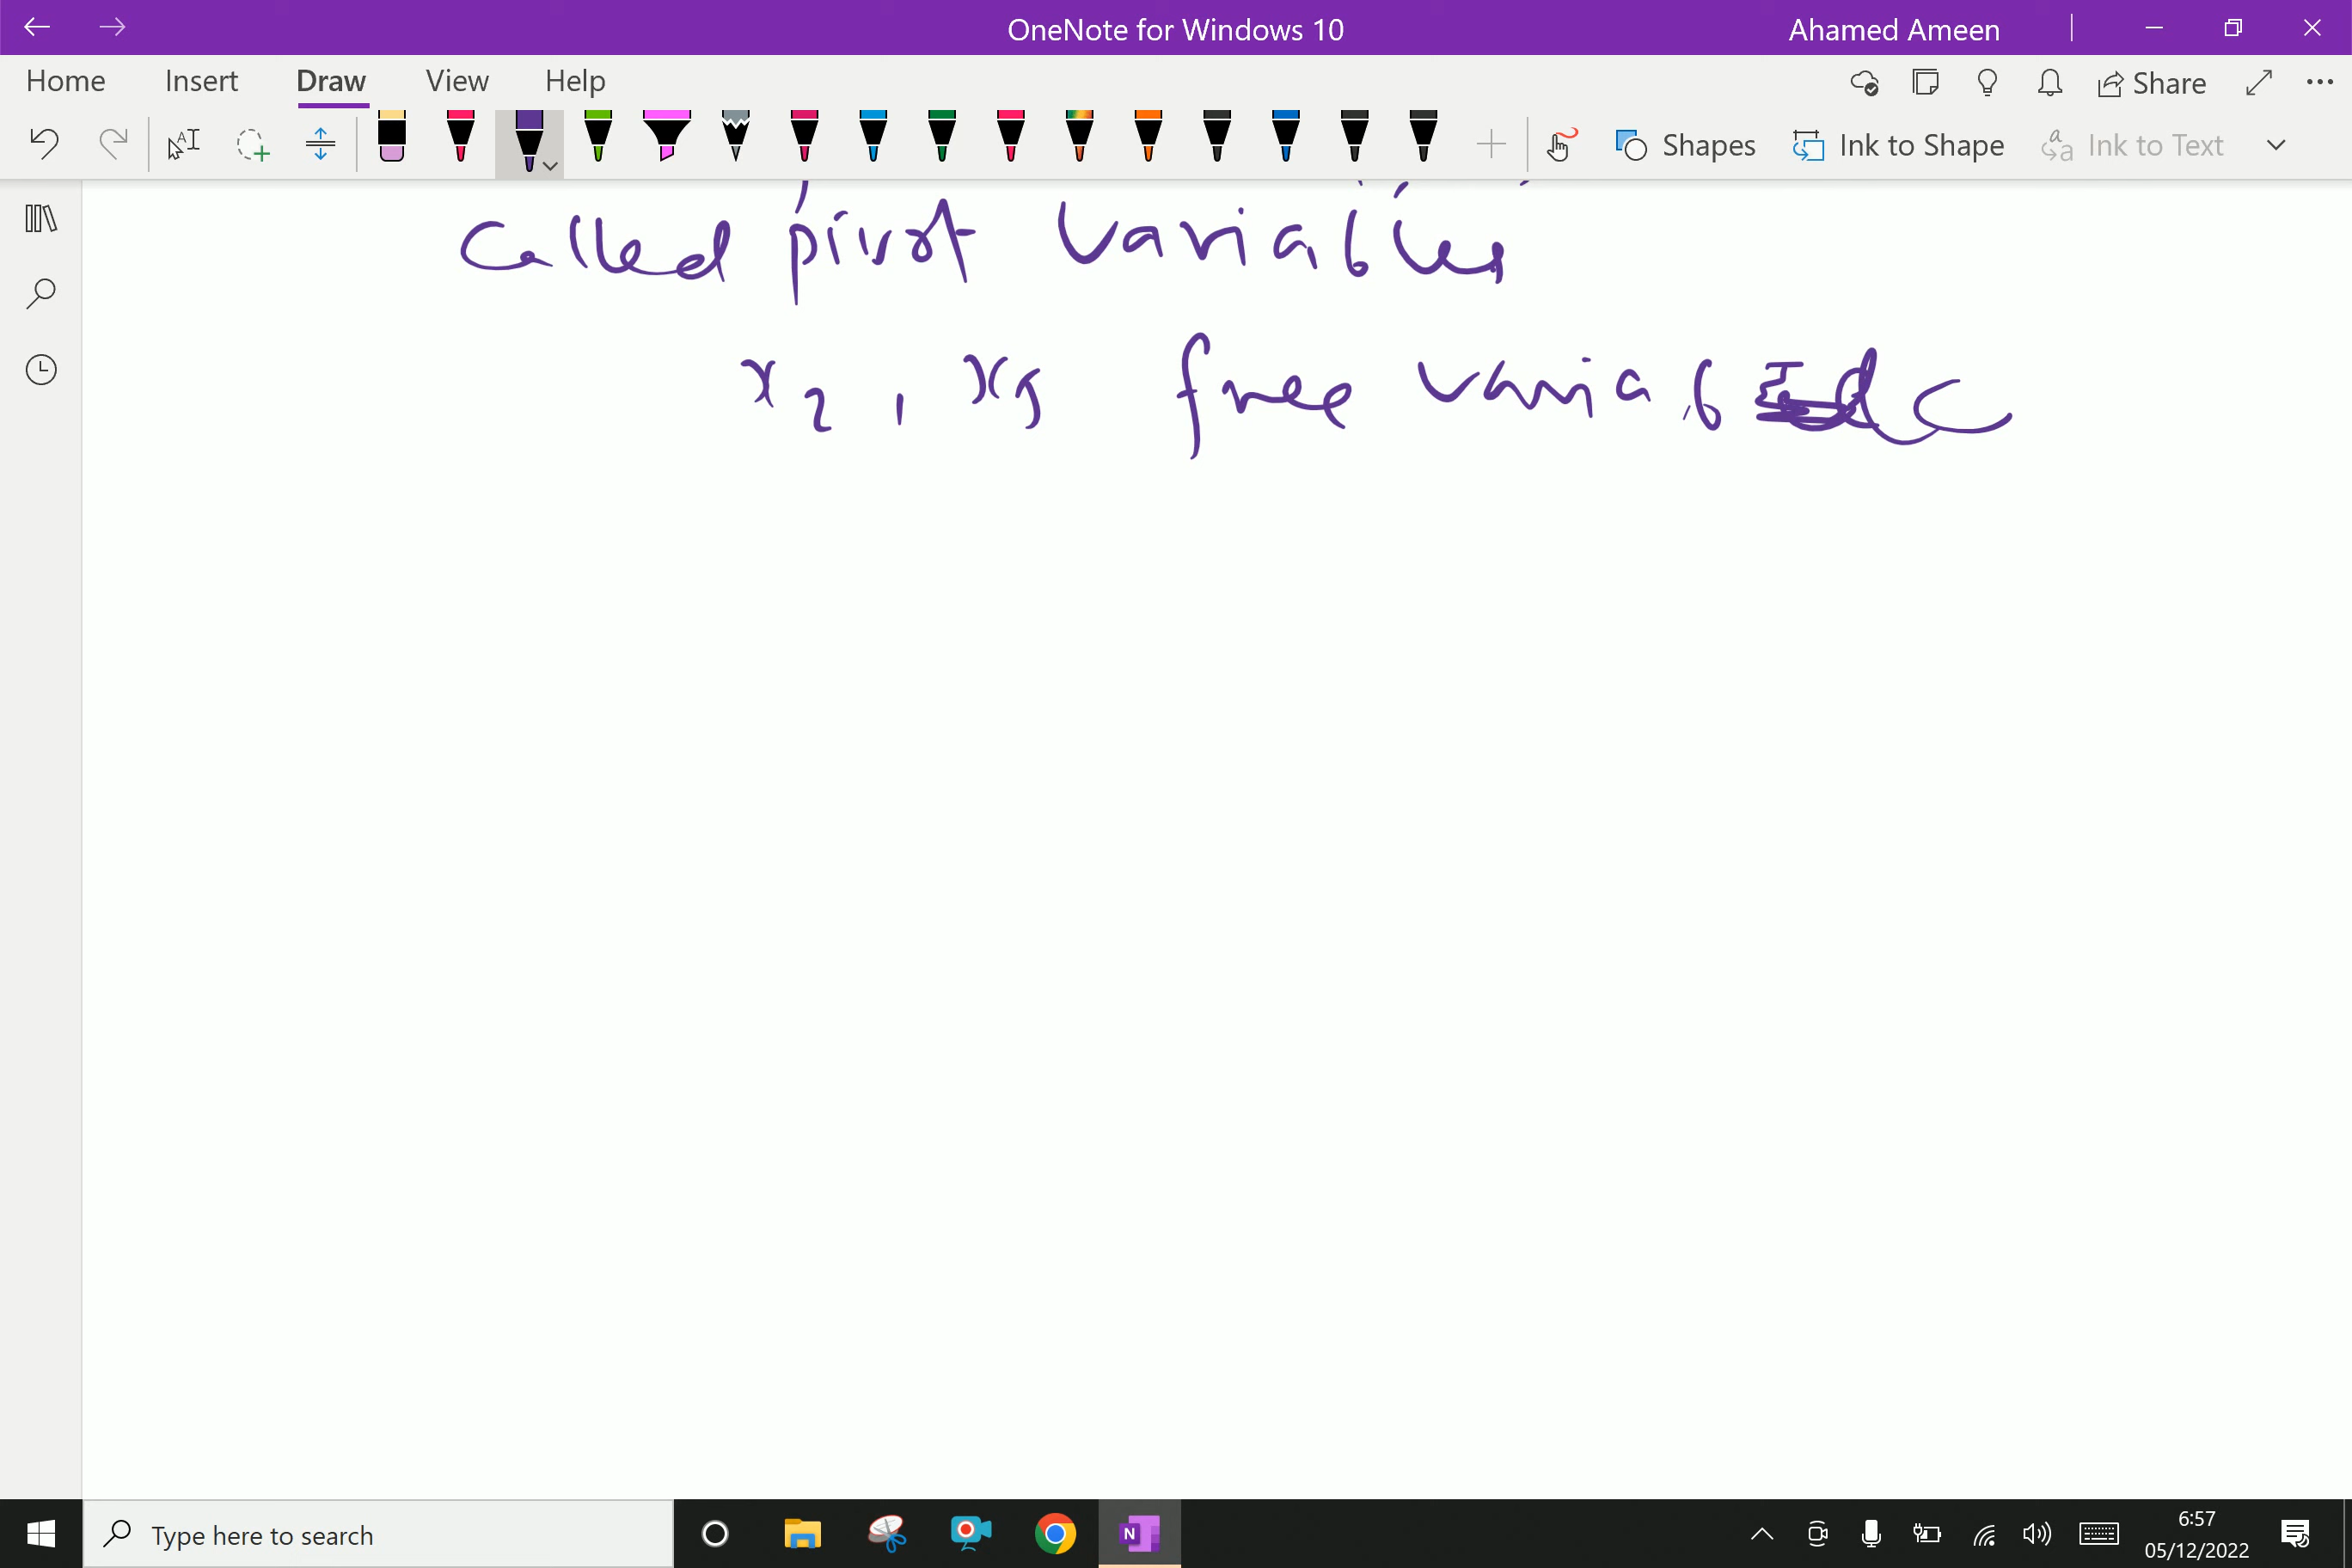 OneNote for Windows 10 Ahamed Ameen
Home Insert Draw View Help Share
Shapes Ink to Shape Ink to Text
called pivot variables
x₂, x₅ free variab
Type here to search
6:57
05/12/2022